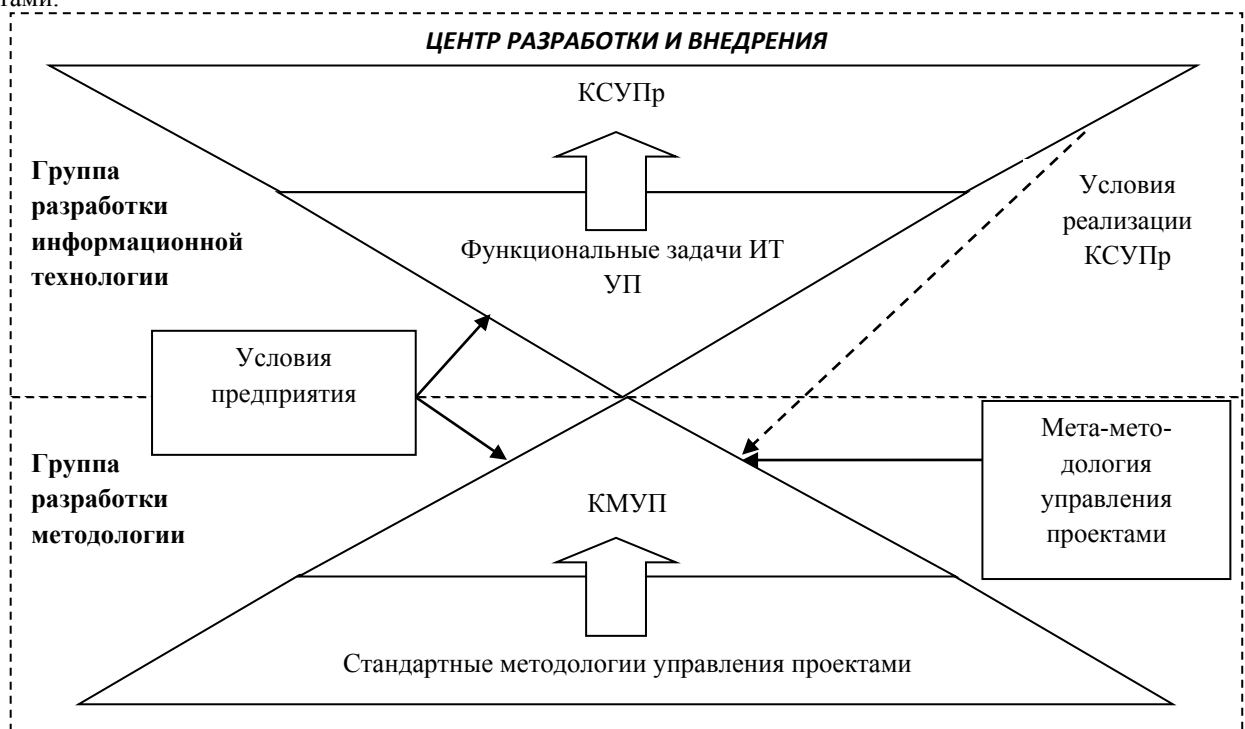 ЦЕНТР РАЗРАБОТКИ И ВНЕДРЕНИЯ
КСУПр
Группа
разработки
информационной
технологии
Функциональные задачи ИТ
УП
Условия
реализации
КСУПр
Условия
предприятия
Группа
разработки
методологии
КМУП
Мета-мето-
дология
управления
проектами
Стандартные методологии управления проектами